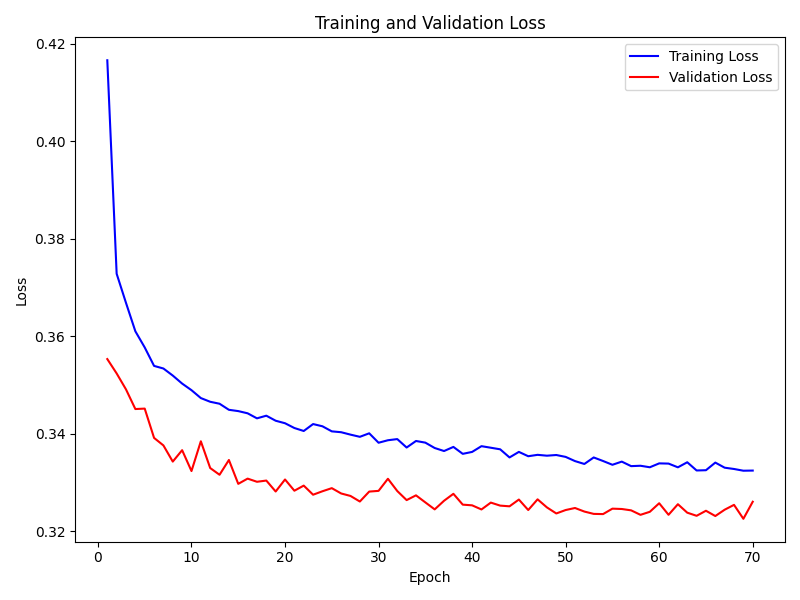 Training and Validation Loss
Training Loss
Validation Loss
0.42
0.40
0.38
0.36
0.34
0.32
Loss
0 10 20 30 40 50 60 70
Epoch